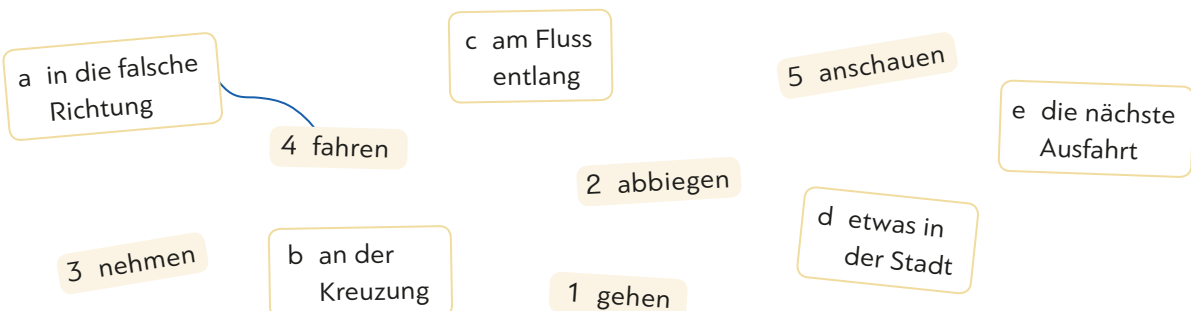 a in die falsche
Richtung
c am Fluss
entlang
5 anschauen
e die nächste
Ausfahrt
4 fahren
2 abbiegen
d etwas in
der Stadt
3 nehmen
b an der
Kreuzung
1 gehen